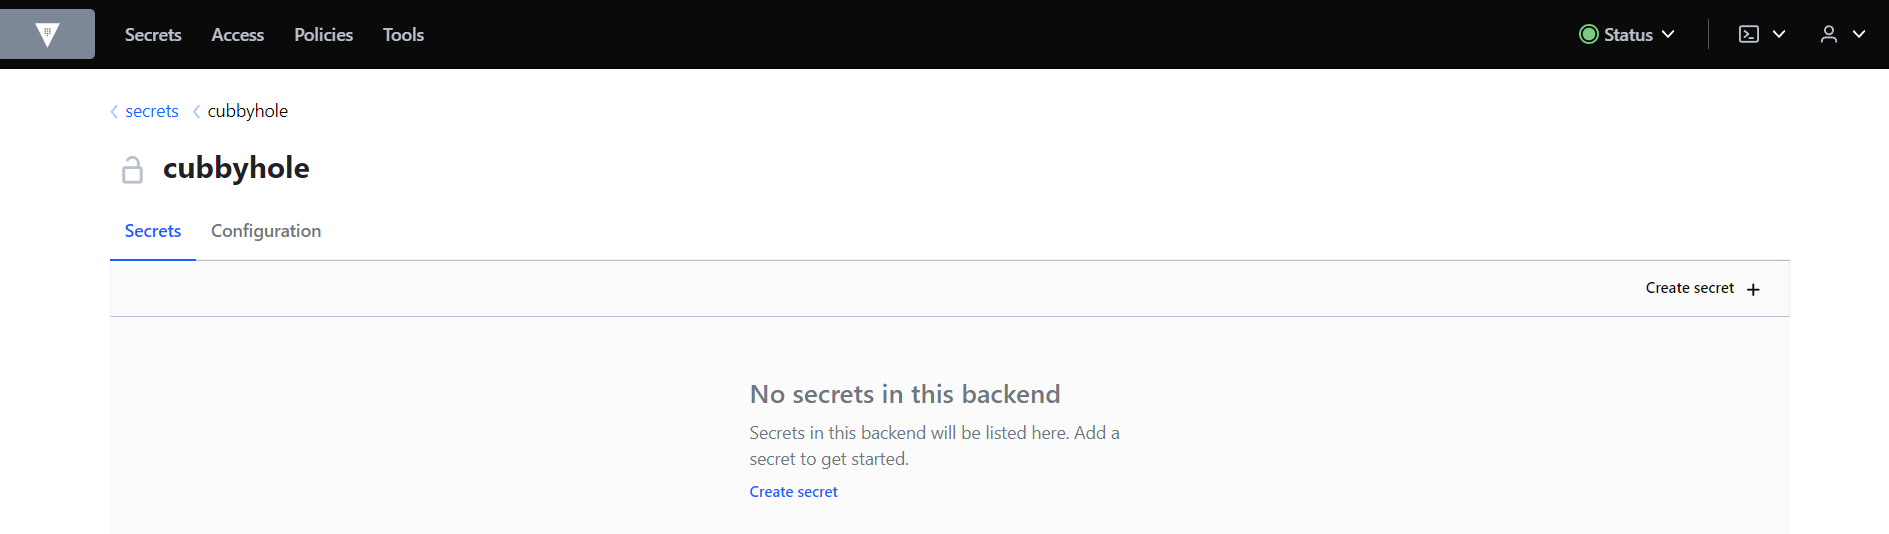 Secrets Access Policies Tools Status
secrets cubbyhole
cubbyhole
Secrets Configuration
Create secret +
No secrets in this backend
Secrets in this backend will be listed here. Add a
secret to get started.
Create secret